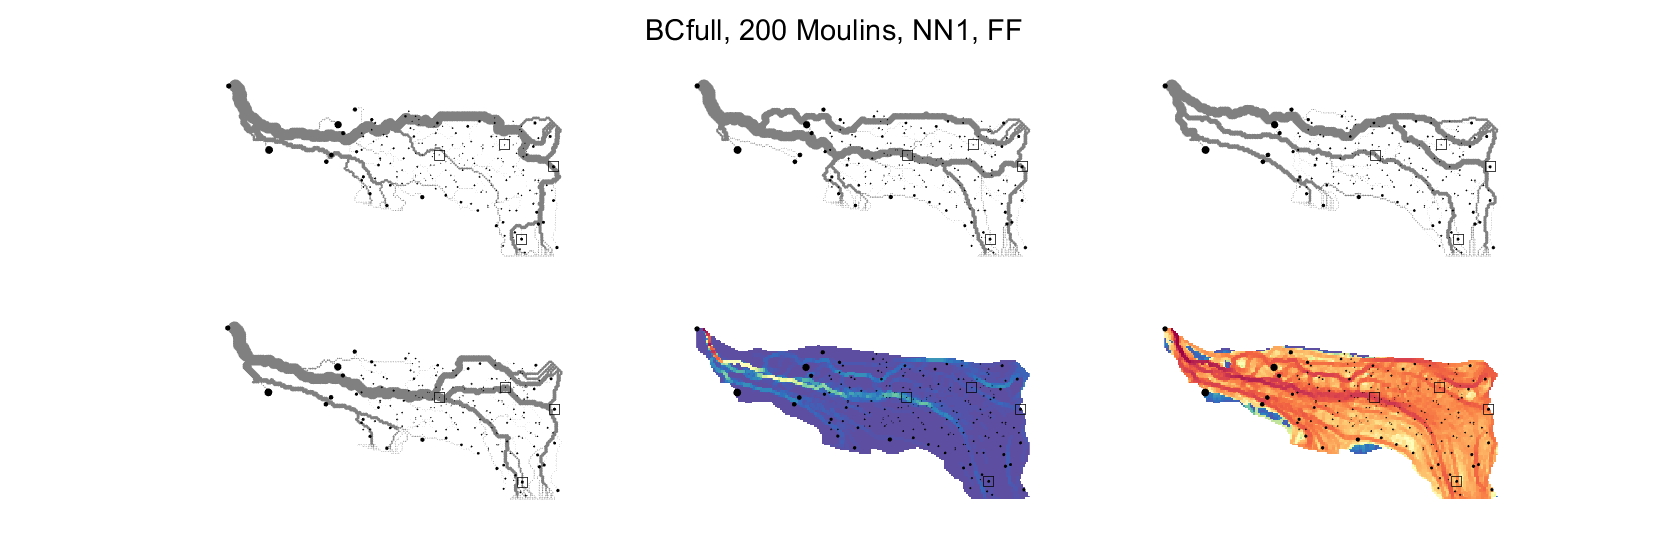 BCfull, 200 Moulins, NN1, FF